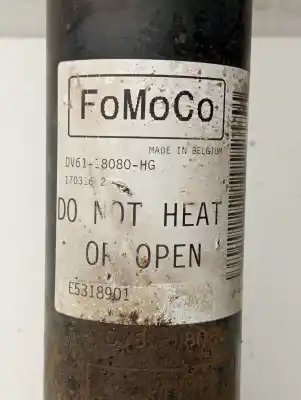 FoMoCo
MADE IN BELGIUM
DV61-18080-HG
170316 2
DO NOT HEAT
OR OPEN
E5318901